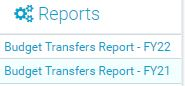 Reports
Budget Transfers Report - FY22
Budget Transfers Report - FY21